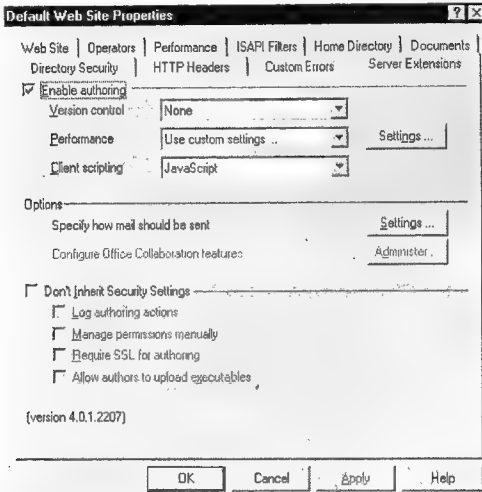 Default Web Site Properties ? X
Web Site | Operators | Performance | ISAPI Filters | Home Directory | Documents
Directory Security | HTTP Headers | Custom Errors Server Extensions
Enable authoring
Version control None
Performance Use custom settings .. Settings ...
Client scripting JavaScript
Options
Specify how mail should be sent Settings ...
Configure Office Collaboration features Administer..
Don't Inherit Security Settings
Log authoring actions
Manage permissions manually
Require SSL for authoring
Allow authors to upload executables
(version 4.0.1.2207)
OK Cancel Apply Help